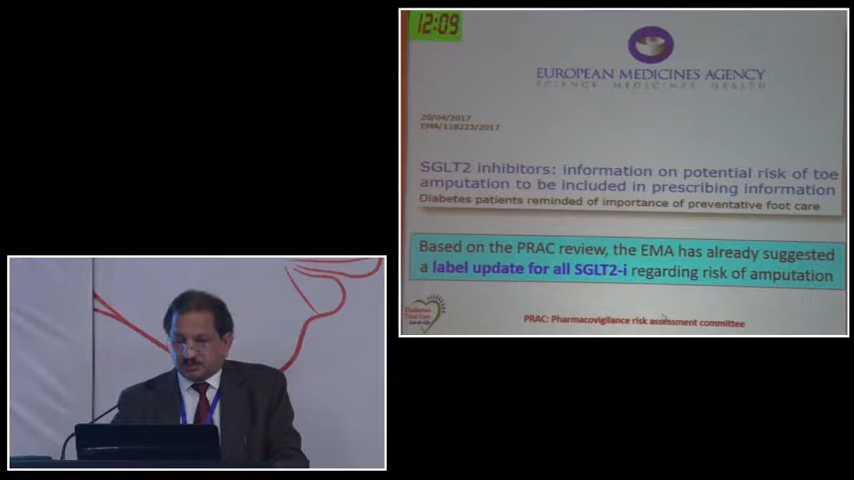 12:09
EUROPEAN MEDICINES AGENCY
SCIENCE MEDICINES HEALTH
20/04/2017
EMA/118223/2017
SGLT2 inhibitors: information on potential risk of toe
amputation to be included in prescribing information
Diabetes patients reminded of importance of preventative foot care
Based on the PRAC review, the EMA has already suggested
a label update for all SGLT2-i regarding risk of amputation
Diabetes
Total Care
PRAC: Pharmacovigilance risk assessment committee